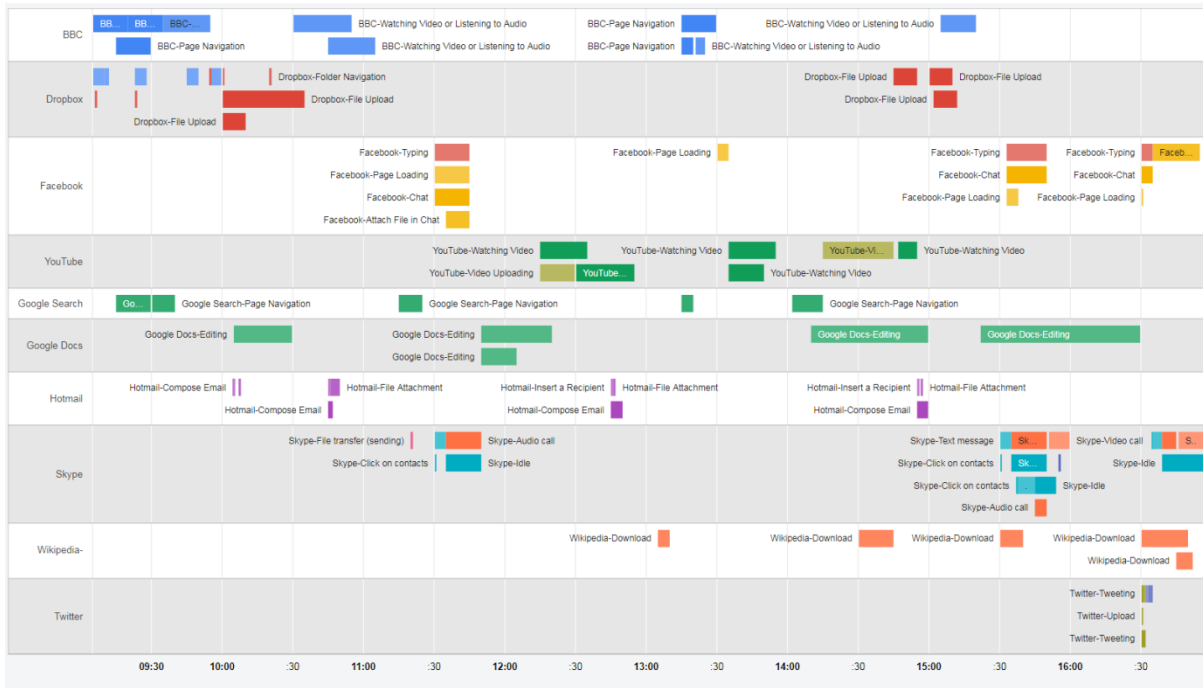 BBC
BB...
BB...
BBC-...
BBC-Watching Video or Listening to Audio
BBC-Page Navigation
BBC-Watching Video or Listening to Audio
BBC-Page Navigation
BBC-Watching Video or Listening to Audio
BBC-Page Navigation
BBC-Watching Video or Listening to Audio
Dropbox
Dropbox-Folder Navigation
Dropbox-File Upload
Dropbox-File Upload
Dropbox-File Upload
Dropbox-File Upload
Dropbox-File Upload
Facebook
Facebook-Typing
Facebook-Page Loading
Facebook-Typing
Facebook-Typing
Faceb...
Facebook-Page Loading
Facebook-Chat
Facebook-Chat
Facebook-Chat
Facebook-Page Loading
Facebook-Page Loading
Facebook-Attach File in Chat
YouTube
YouTube-Watching Video
YouTube-Watching Video
YouTube-Vi...
YouTube-Watching Video
YouTube-Video Uploading
YouTube...
YouTube-Watching Video
Google Search
Go...
Google Search-Page Navigation
Google Search-Page Navigation
Google Search-Page Navigation
Google Docs
Google Docs-Editing
Google Docs-Editing
Google Docs-Editing
Google Docs-Editing
Google Docs-Editing
Hotmail
Hotmail-Compose Email
Hotmail-File Attachment
Hotmail-Insert a Recipient
Hotmail-File Attachment
Hotmail-Insert a Recipient
Hotmail-File Attachment
Hotmail-Compose Email
Hotmail-Compose Email
Hotmail-Compose Email
Skype
Skype-File transfer (sending)
Skype-Audio call
Skype-Text message
Sk...
Skype-Video call
S..
Skype-Click on contacts
Skype-Idle
Skype-Click on contacts
Sk...
Skype-Idle
Skype-Click on contacts
Skype-Idle
Skype-Audio call
Wikipedia-
Wikipedia-Download
Wikipedia-Download
Wikipedia-Download
Wikipedia-Download
Wikipedia-Download
Twitter
Twitter-Tweeting
Twitter-Upload
Twitter-Tweeting
09:30
10:00
:30
11:00
:30
12:00
:30
13:00
:30
14:00
:30
15:00
:30
16:00
:30